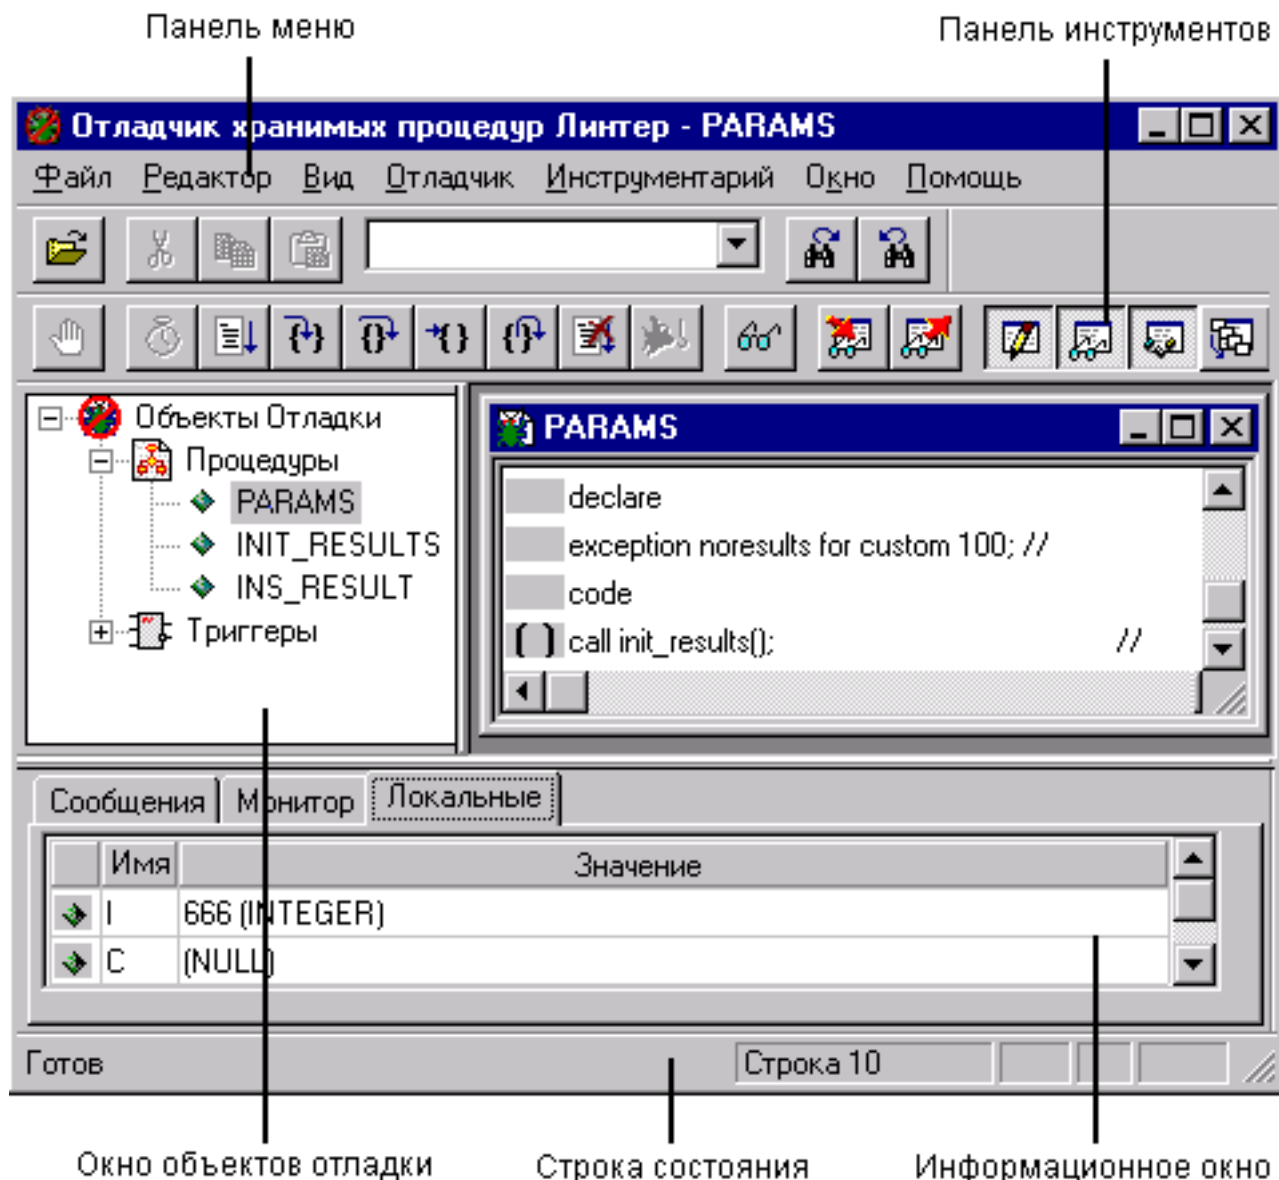 Панель меню
Панель инструментов
Отладчик хранимых процедур Линтер - PARAMS
Файл Редактор Вид Отладчик Инструментарий Окно Помощь
Объекты Отладки
Процедуры
PARAMS
INIT_RESULTS
INS_RESULT
Триггеры
PARAMS
declare
exception noresults for custom 100; //
code
call init_results(); //
Сообщения Монитор Локальные
Имя Значение
I 666 (INTEGER)
C (NULL)
Готов Строка 10
Окно объектов отладки
Строка состояния
Информационное окно